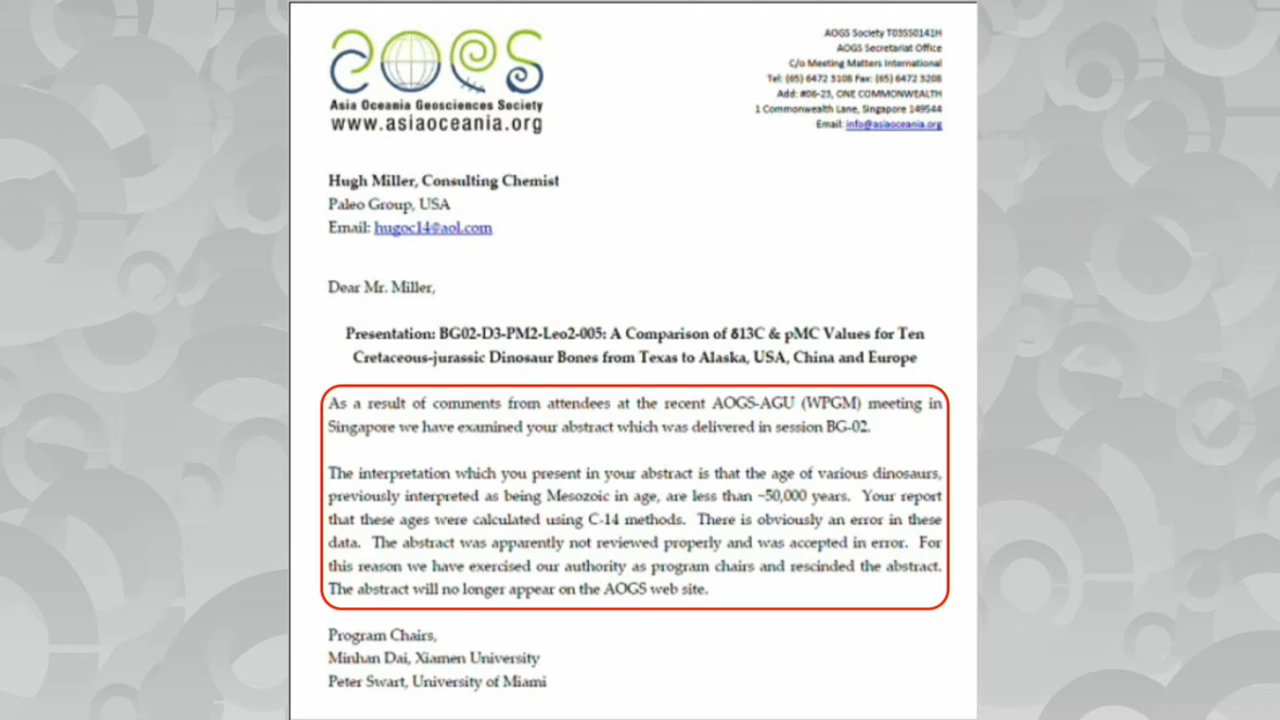 AOGS
Asia Oceania Geosciences Society
www.asiaoceania.org
AOGS Society T03SS0141H
AOGS Secretariat Office
C/o Meeting Matters International
Tel: (65) 6472 3108 Fax: (65) 6472 3208
Add: #06-23, ONE COMMONWEALTH
1 Commonwealth Lane, Singapore 149544
Email: info@asiaoceania.org
Hugh Miller, Consulting Chemist
Paleo Group, USA
Email: hugoc14@aol.com
Dear Mr. Miller,
Presentation: BG02-D3-PM2-Leo2-005: A Comparison of δ13C & pMC Values for Ten
Cretaceous-jurassic Dinosaur Bones from Texas to Alaska, USA, China and Europe
As a result of comments from attendees at the recent AOGS-AGU (WPGM) meeting in
Singapore we have examined your abstract which was delivered in session BG-02.
The interpretation which you present in your abstract is that the age of various dinosaurs,
previously interpreted as being Mesozoic in age, are less than ~50,000 years. Your report
that these ages were calculated using C-14 methods. There is obviously an error in these
data. The abstract was apparently not reviewed properly and was accepted in error. For
this reason we have exercised our authority as program chairs and rescinded the abstract.
The abstract will no longer appear on the AOGS web site.
Program Chairs,
Minhan Dai, Xiamen University
Peter Swart, University of Miami